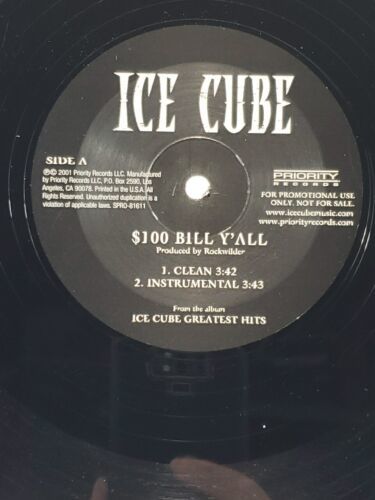 ICE CUBE
SIDE A
℗© 2001 Priority Records LLC. Manufactured
by Priority Records LLC, P.O. Box 2590, Los
Angeles, CA 90078. Printed in the U.S.A. All
Rights Reserved. Unauthorized duplication is a
violation of applicable laws. SPRO-81611
PRIORITY
RECORDS
FOR PROMOTIONAL USE
ONLY. NOT FOR SALE.
www.icecubemusic.com
www.priorityrecords.com
$100 BILL Y'ALL
Produced by Rockwilder
1. CLEAN 3:42
2. INSTRUMENTAL 3:43
From the album
ICE CUBE GREATEST HITS